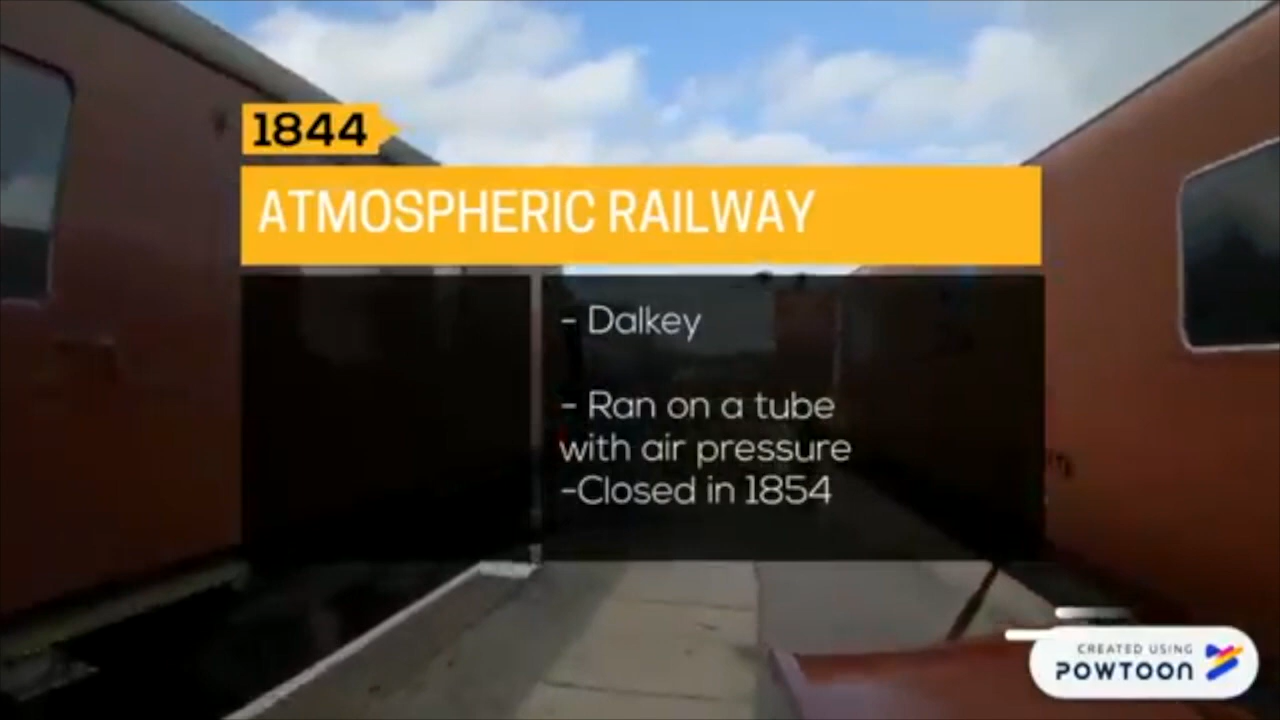 1844
ATMOSPHERIC RAILWAY
- Dalkey
- Ran on a tube
with air pressure
-Closed in 1854
CREATED USING
POWTOON